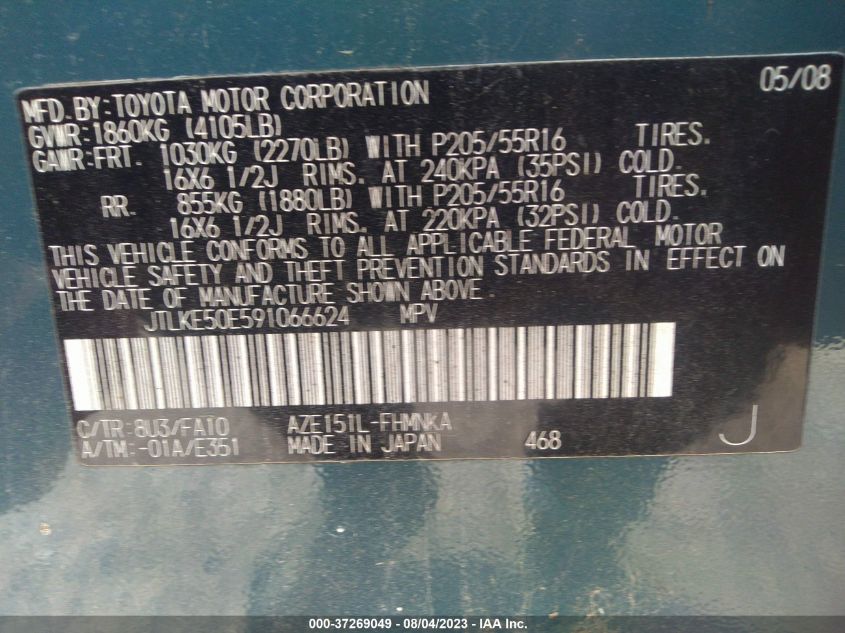 05/08
MFD.BY:TOYOTA MOTOR CORPORATION
GVWR:1860KG (4105LB)
GAWR:FRT. 1030KG (2270LB) WITH P205/55R16 TIRES.
16X6 1/2J RIMS. AT 240KPA (35PSI) COLD.
RR. 855KG (1880LB) WITH P205/55R16 TIRES.
16X6 1/2J RIMS. AT 220KPA (32PSI) COLD.
THIS VEHICLE CONFORMS TO ALL APPLICABLE FEDERAL MOTOR
VEHICLE SAFETY AND THEFT PREVENTION STANDARDS IN EFFECT ON
THE DATE OF MANUFACTURE SHOWN ABOVE.
JTLKE50E591066624 MPV
C/TR:8U3/FA10 AZE151L-FHMNKA
A/TM:-01A/E351 MADE IN JAPAN 468 J
000-37269049 - 08/04/2023 - IAA Inc.